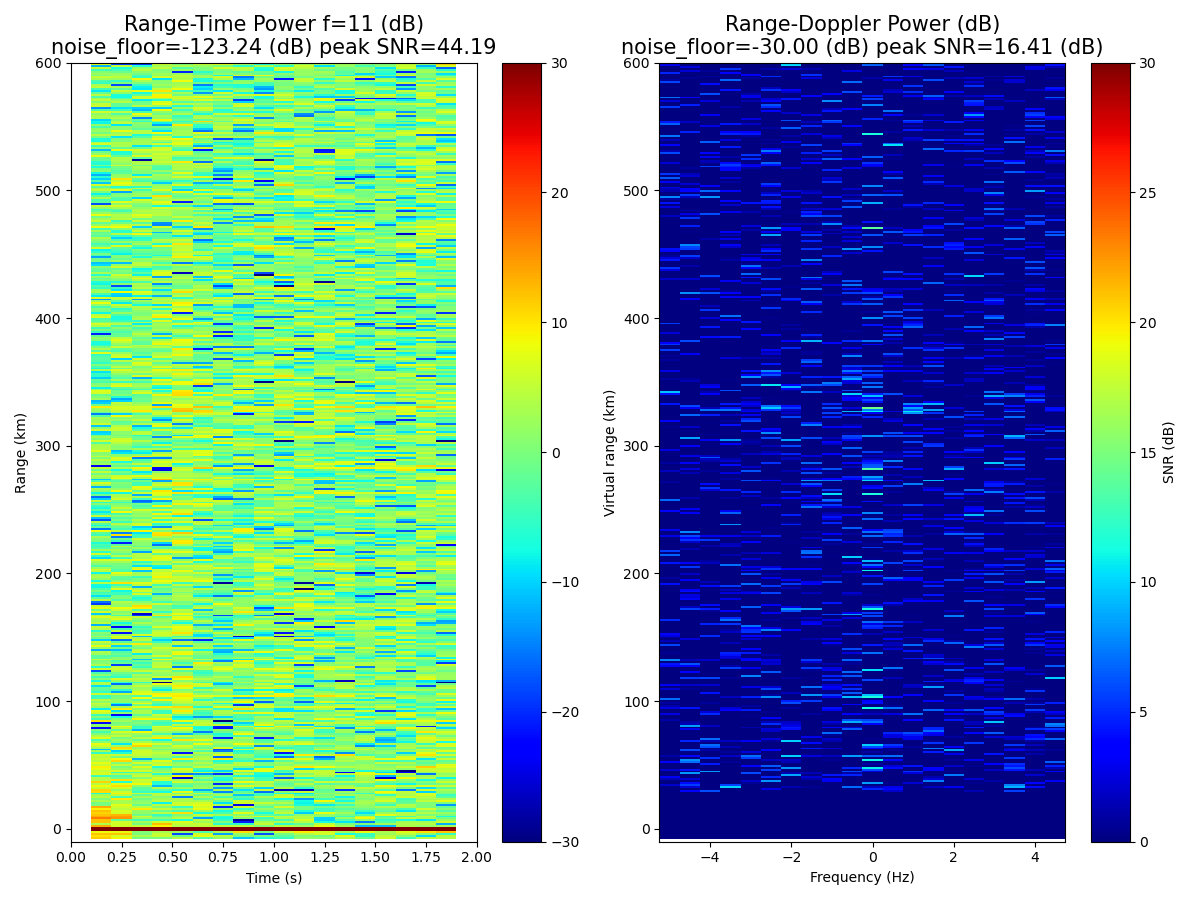 Range-Time Power f=11 (dB)
noise_floor=-123.24 (dB) peak SNR=44.19
Range-Doppler Power (dB)
noise_floor=-30.00 (dB) peak SNR=16.41 (dB)
600
500
400
300
200
100
0
Range (km)
0.00 0.25 0.50 0.75 1.00 1.25 1.50 1.75 2.00
Time (s)
30
20
10
0
−10
−20
−30
600
500
400
300
200
100
0
Virtual range (km)
−4 −2 0 2 4
Frequency (Hz)
30
25
20
15
10
5
0
SNR (dB)